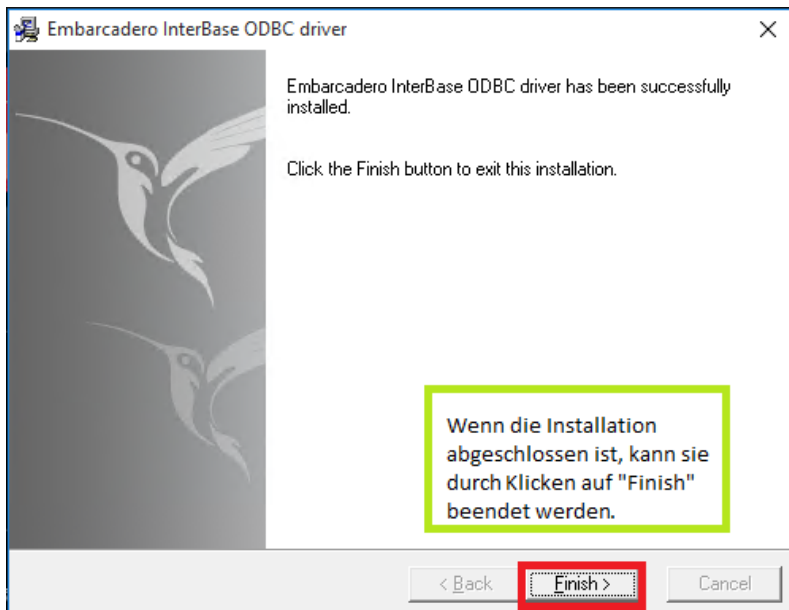 Embarcadero InterBase ODBC driver
Embarcadero InterBase ODBC driver has been successfully
installed.
Click the Finish button to exit this installation.
Wenn die Installation
abgeschlossen ist, kann sie
durch Klicken auf "Finish"
beendet werden.
< Back
Finish >
Cancel